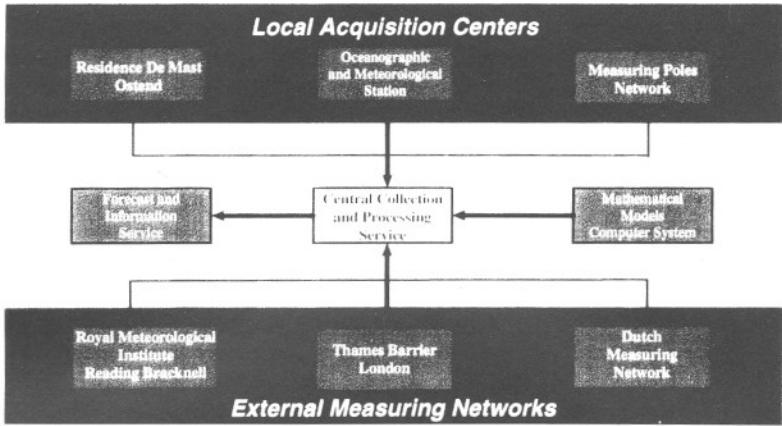 Local Acquisition Centers
Residence De Mast
Ostend
Oceanographic
and Meteorological
Station
Measuring Poles
Network
Forecast and
Information
Service
Central Collection
and Processing
Service
Mathematical
Models
Computer System
Royal Meteorological
Institute
Reading Bracknell
Thames Barrier
London
Dutch
Measuring
Network
External Measuring Networks